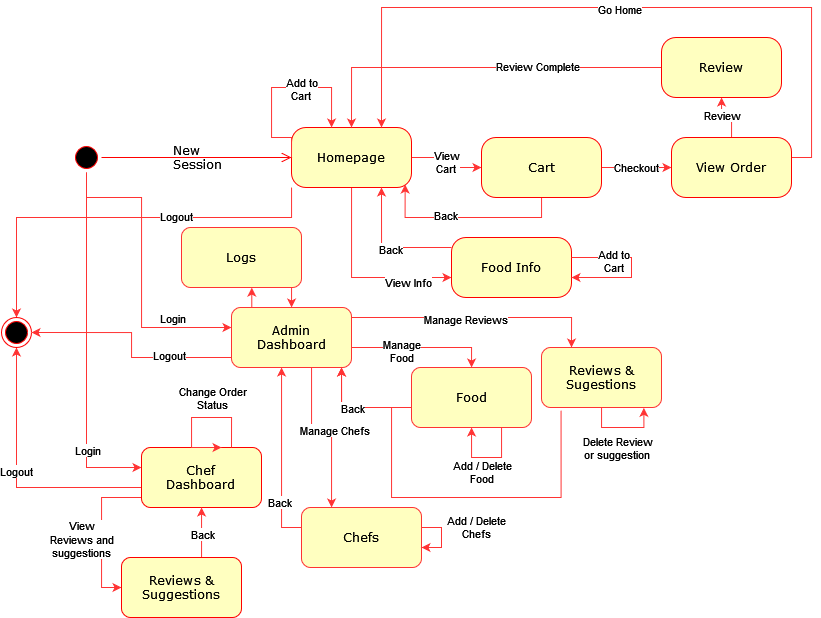 Go Home
Review
Review Complete
Add to
Cart
Review
New
Session
Homepage
View
Cart
Cart
Checkout
View Order
Logout
Back
Back
Logs
Food Info
Add to
Cart
View Info
Login
Admin
Dashboard
Manage Reviews
Manage
Food
Logout
Reviews &
Sugestions
Change Order
Status
Food
Back
Manage Chefs
Delete Review
or suggestion
Login
Logout
Chef
Dashboard
Add / Delete
Food
Back
View
Reviews and
suggestions
Back
Chefs
Add / Delete
Chefs
Reviews &
Suggestions